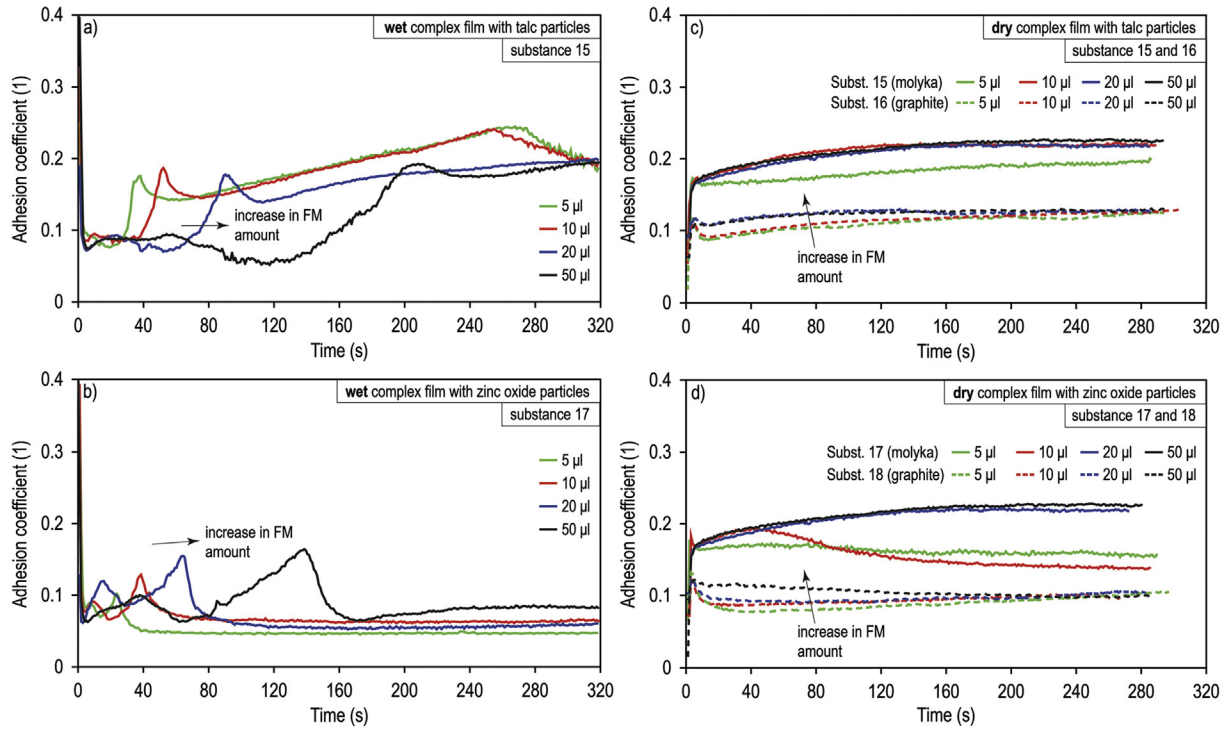 a)
wet complex film with talc particles
substance 15
Adhesion coefficient (1)
0.4
0.3
0.2
0.1
0
increase in FM
amount
5 µl
10 µl
20 µl
50 µl
0 40 80 120 160 200 240 280 320
Time (s)
c)
dry complex film with talc particles
substance 15 and 16
Adhesion coefficient (1)
0.4
0.3
0.2
0.1
0
Subst. 15 (molyka) 5 µl 10 µl 20 µl 50 µl
Subst. 16 (graphite) 5 µl 10 µl 20 µl 50 µl
increase in FM
amount
0 40 80 120 160 200 240 280 320
Time (s)
b)
wet complex film with zinc oxide particles
substance 17
Adhesion coefficient (1)
0.4
0.3
0.2
0.1
0
5 µl
10 µl
20 µl
50 µl
increase in FM
amount
0 40 80 120 160 200 240 280 320
Time (s)
d)
dry complex film with zinc oxide particles
substance 17 and 18
Adhesion coefficient (1)
0.4
0.3
0.2
0.1
0
Subst. 17 (molyka) 5 µl 10 µl 20 µl 50 µl
Subst. 18 (graphite) 5 µl 10 µl 20 µl 50 µl
increase in FM
amount
0 40 80 120 160 200 240 280 320
Time (s)